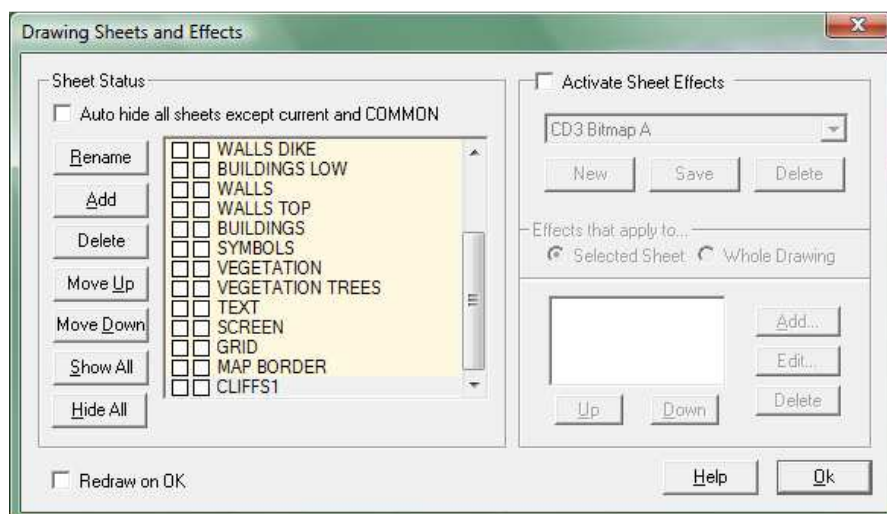 Drawing Sheets and Effects
Sheet Status
Auto hide all sheets except current and COMMON
Rename
Add
Delete
Move Up
Move Down
Show All
Hide All
WALLS DIKE
BUILDINGS LOW
WALLS
WALLS TOP
BUILDINGS
SYMBOLS
VEGETATION
VEGETATION TREES
TEXT
SCREEN
GRID
MAP BORDER
CLIFFS1
Redraw on OK
Activate Sheet Effects
CD3 Bitmap A
New Save Delete
Effects that apply to...
Selected Sheet Whole Drawing
Add...
Edit...
Delete
Up Down
Help Ok